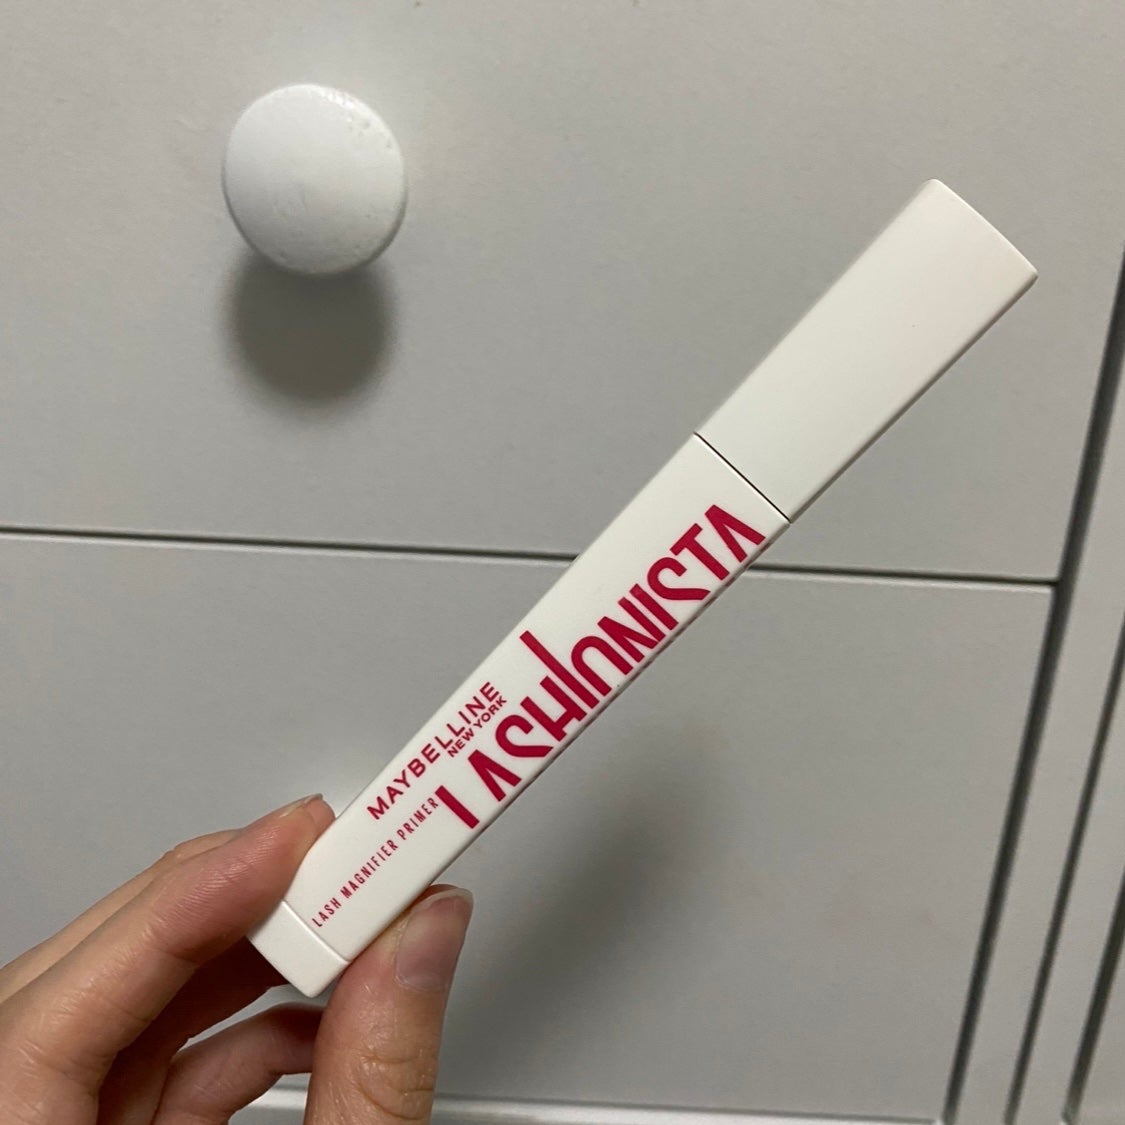 MAYBELLINE
NEW YORK
LASHIONISTA
LASH MAGNIFIER PRIMER